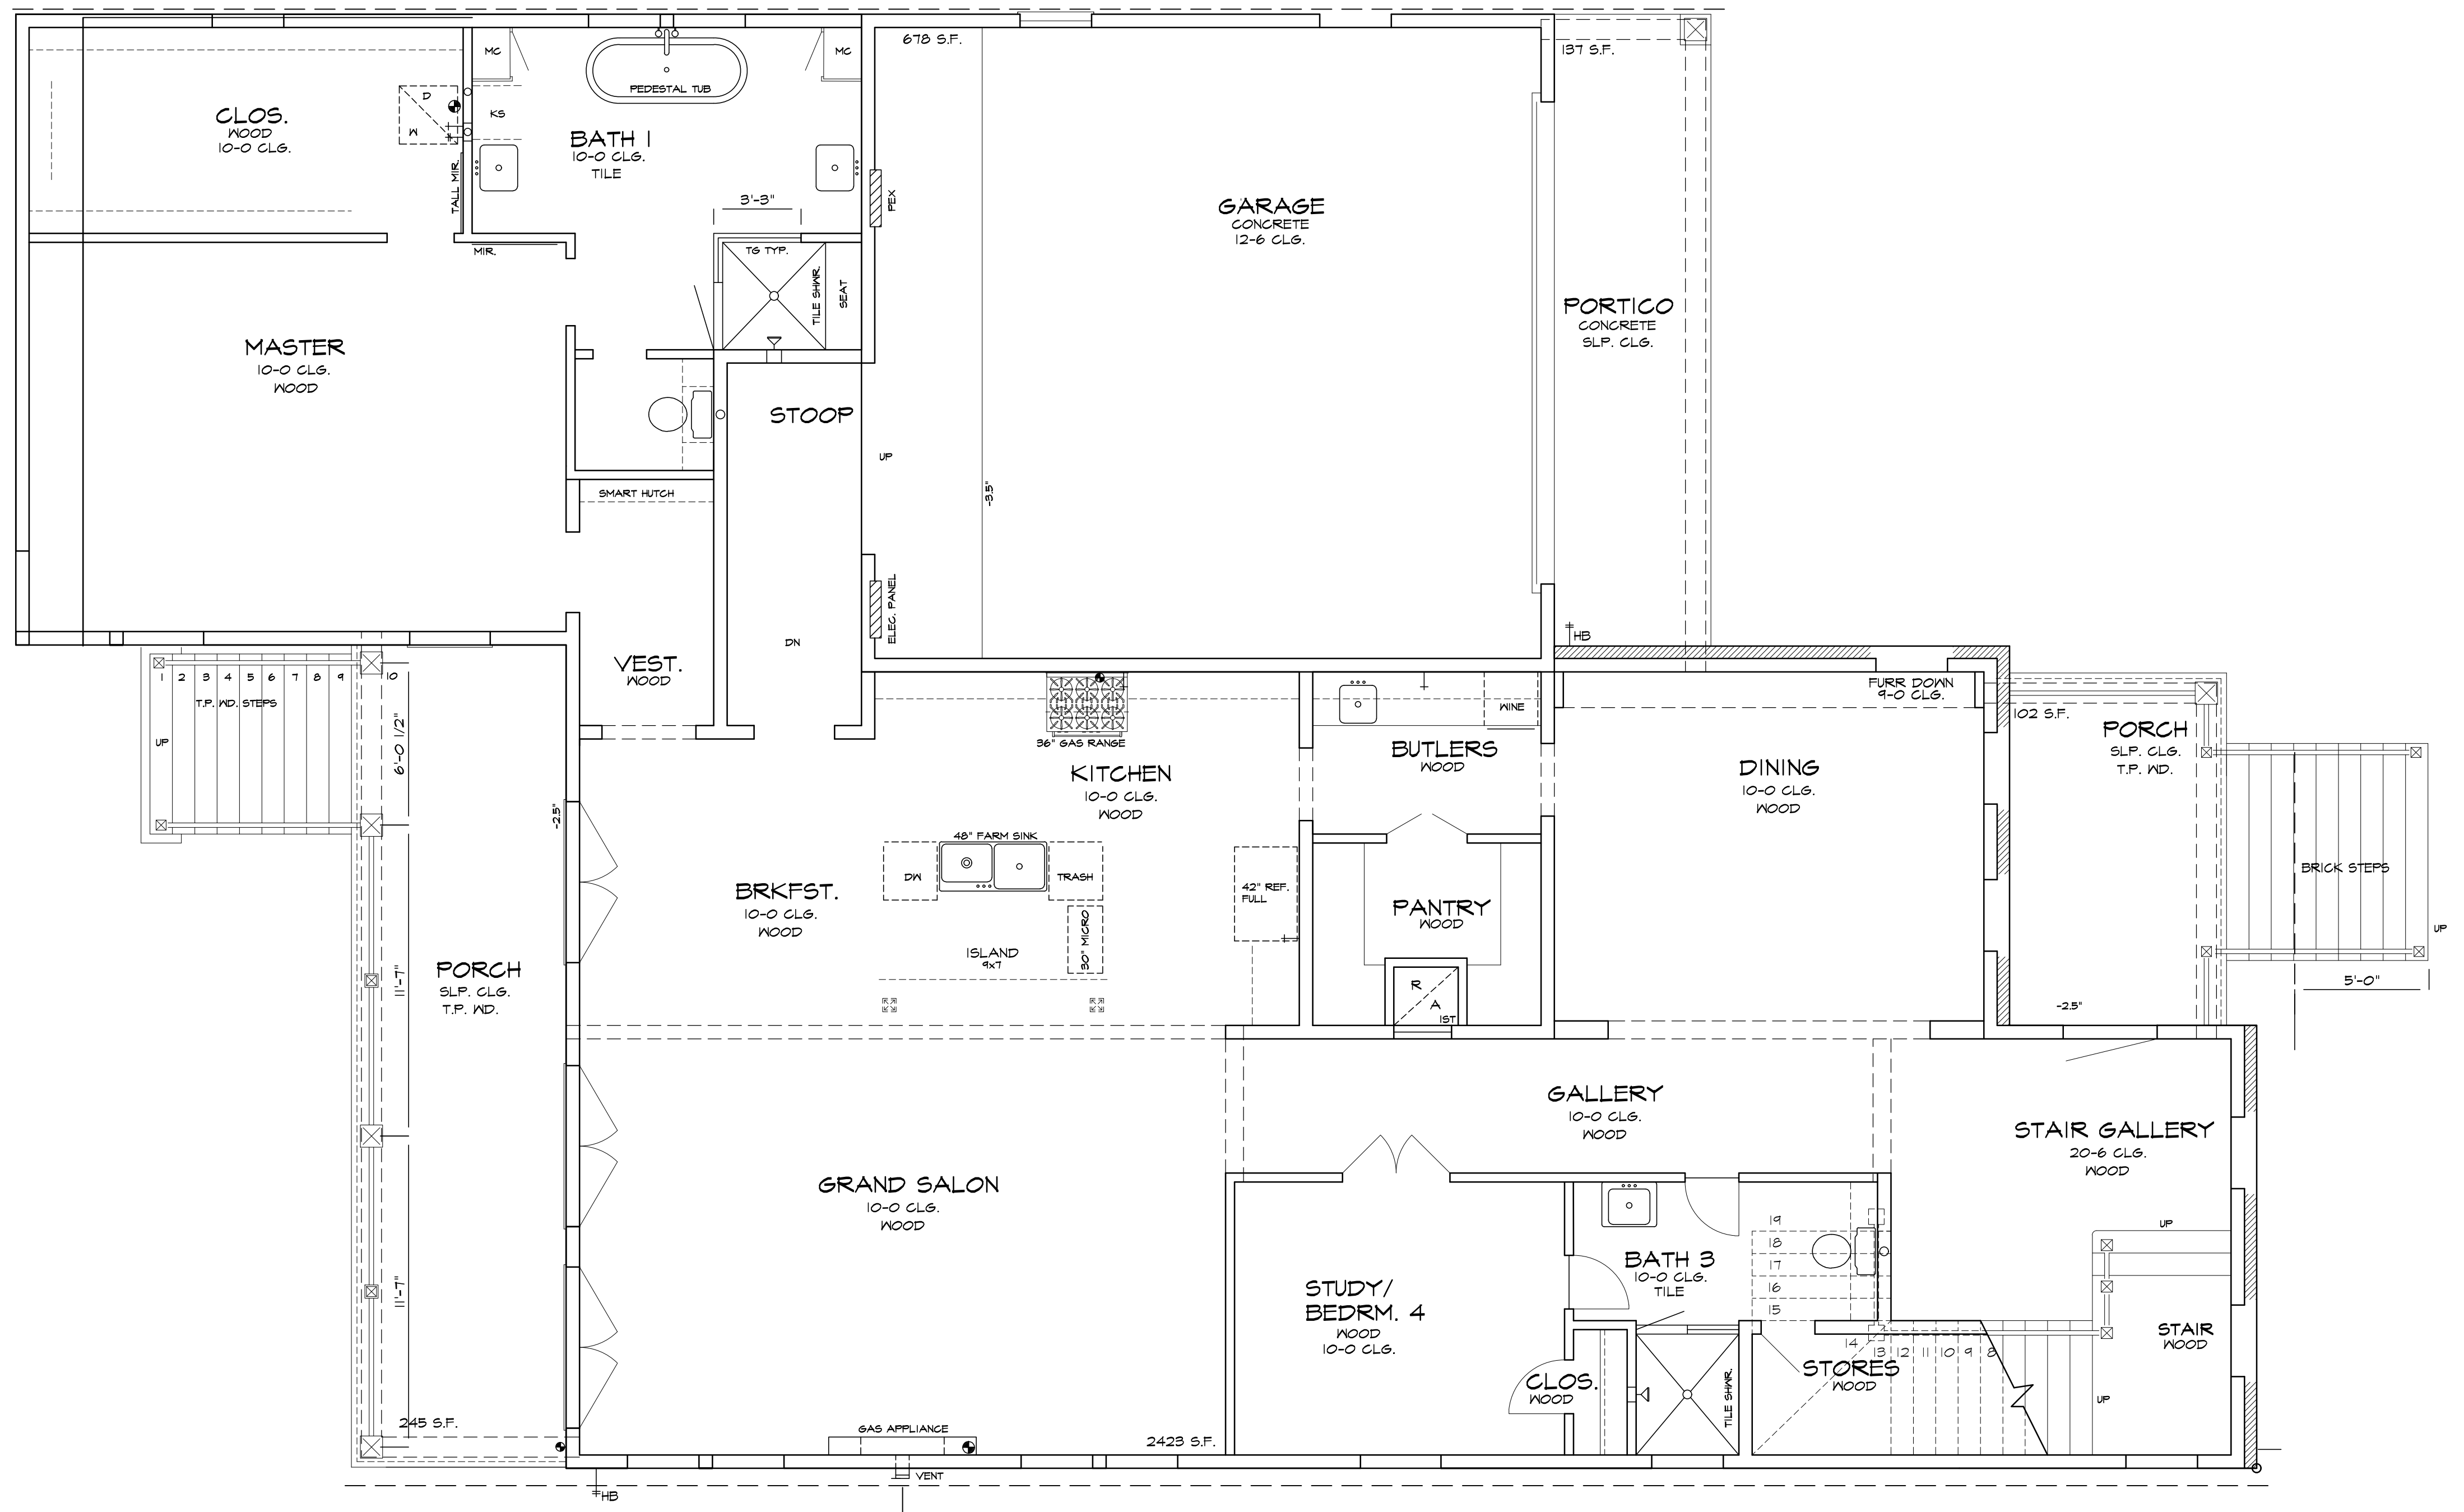 678 S.F.
137 S.F.
MC
MC
PEDESTAL TUB
D
W
KS
CLOS.
WOOD
10-0 CLG.
TALL MIR.
BATH 1
10-0 CLG.
TILE
PEX
3'-3"
MIR.
TG TYP.
TILE SHWR.
SEAT
GARAGE
CONCRETE
12-6 CLG.
PORTICO
CONCRETE
SLP. CLG.
MASTER
10-0 CLG.
WOOD
STOOP
UP
-3.5"
SMART HUTCH
ELEC. PANEL
DN
HB
VEST.
WOOD
1
2
3
4
5
6
7
8
9
10
T.P. WD. STEPS
UP
6'-0 1/2"
36" GAS RANGE
WINE
FURR DOWN
9-0 CLG.
102 S.F.
PORCH
SLP. CLG.
T.P. WD.
KITCHEN
10-0 CLG.
WOOD
BUTLERS
WOOD
DINING
10-0 CLG.
WOOD
-2.5"
48" FARM SINK
DW
TRASH
30" MICRO
ISLAND
9x7
42" REF.
FULL
BRKFST.
10-0 CLG.
WOOD
PANTRY
WOOD
R
A
1ST
BRICK STEPS
UP
5'-0"
-2.5"
PORCH
SLP. CLG.
T.P. WD.
11'-7"
11'-7"
245 S.F.
GALLERY
10-0 CLG.
WOOD
STAIR GALLERY
20-6 CLG.
WOOD
GRAND SALON
10-0 CLG.
WOOD
STUDY/
BEDRM. 4
WOOD
10-0 CLG.
BATH 3
10-0 CLG.
TILE
19
18
17
16
15
14
13
12
11
10
9
8
UP
STAIR
WOOD
UP
STORES
WOOD
CLOS.
WOOD
TILE SHWR.
GAS APPLIANCE
2423 S.F.
VENT
HB